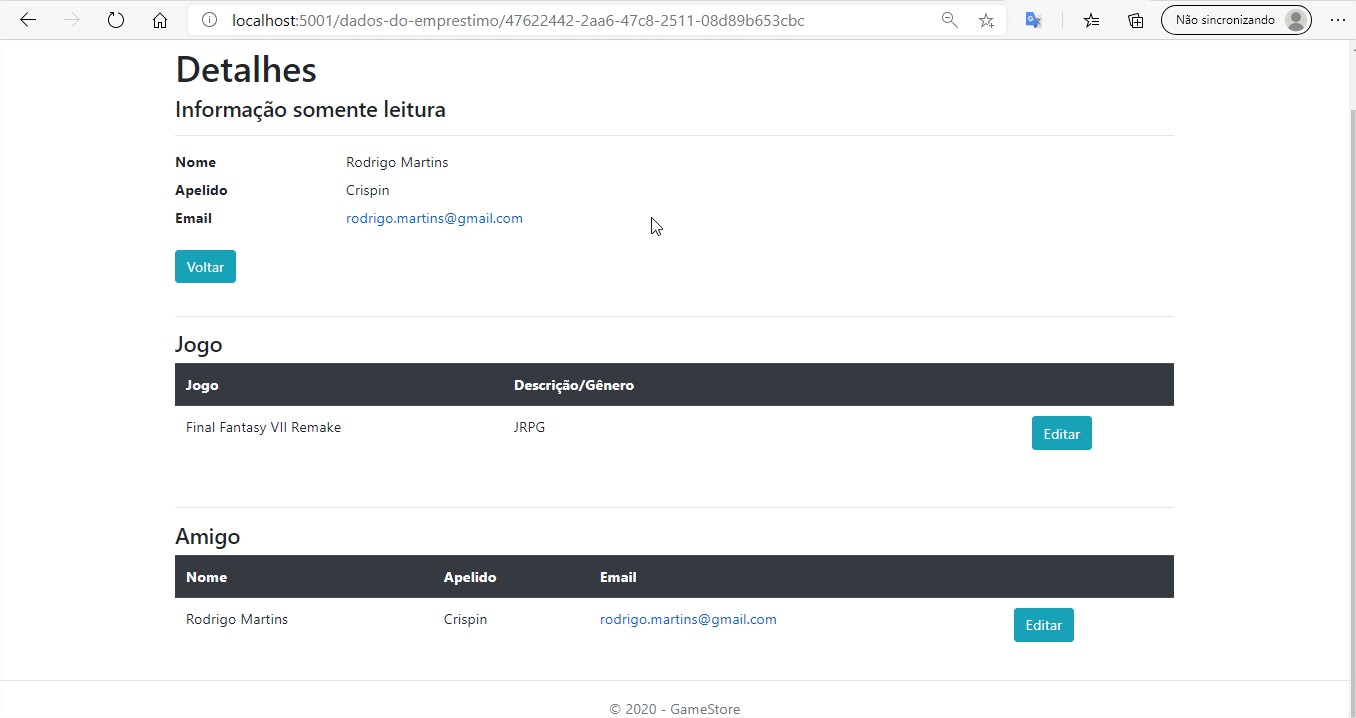 localhost:5001/dados-do-emprestimo/47622442-2aa6-47c8-2511-08d89b653cbc
Não sincronizando
Detalhes
Informação somente leitura
Nome Rodrigo Martins
Apelido Crispin
Email rodrigo.martins@gmail.com
Voltar
Jogo
Jogo Descrição/Gênero
Final Fantasy VII Remake JRPG Editar
Amigo
Nome Apelido Email
Rodrigo Martins Crispin rodrigo.martins@gmail.com Editar
© 2020 - GameStore